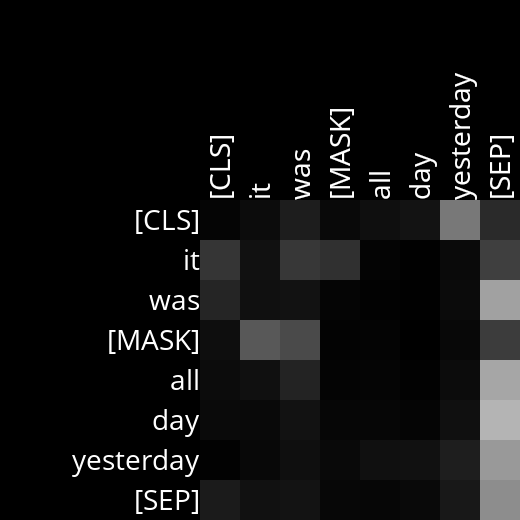 [CLS] it was [MASK] all day yesterday [SEP]
[CLS]
it
was
[MASK]
all
day
yesterday
[SEP]